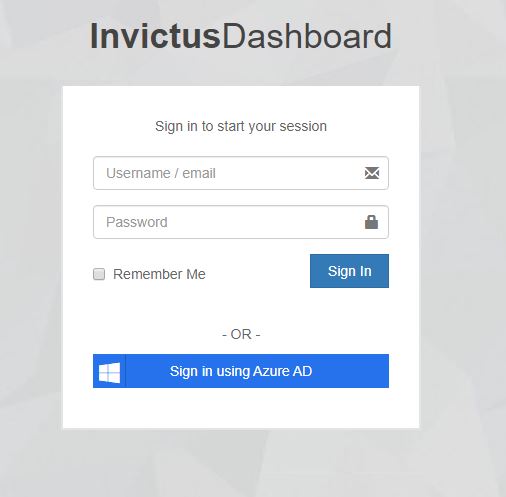 InvictusDashboard
Sign in to start your session
Username / email
Password
Remember Me
Sign In
- OR -
Sign in using Azure AD